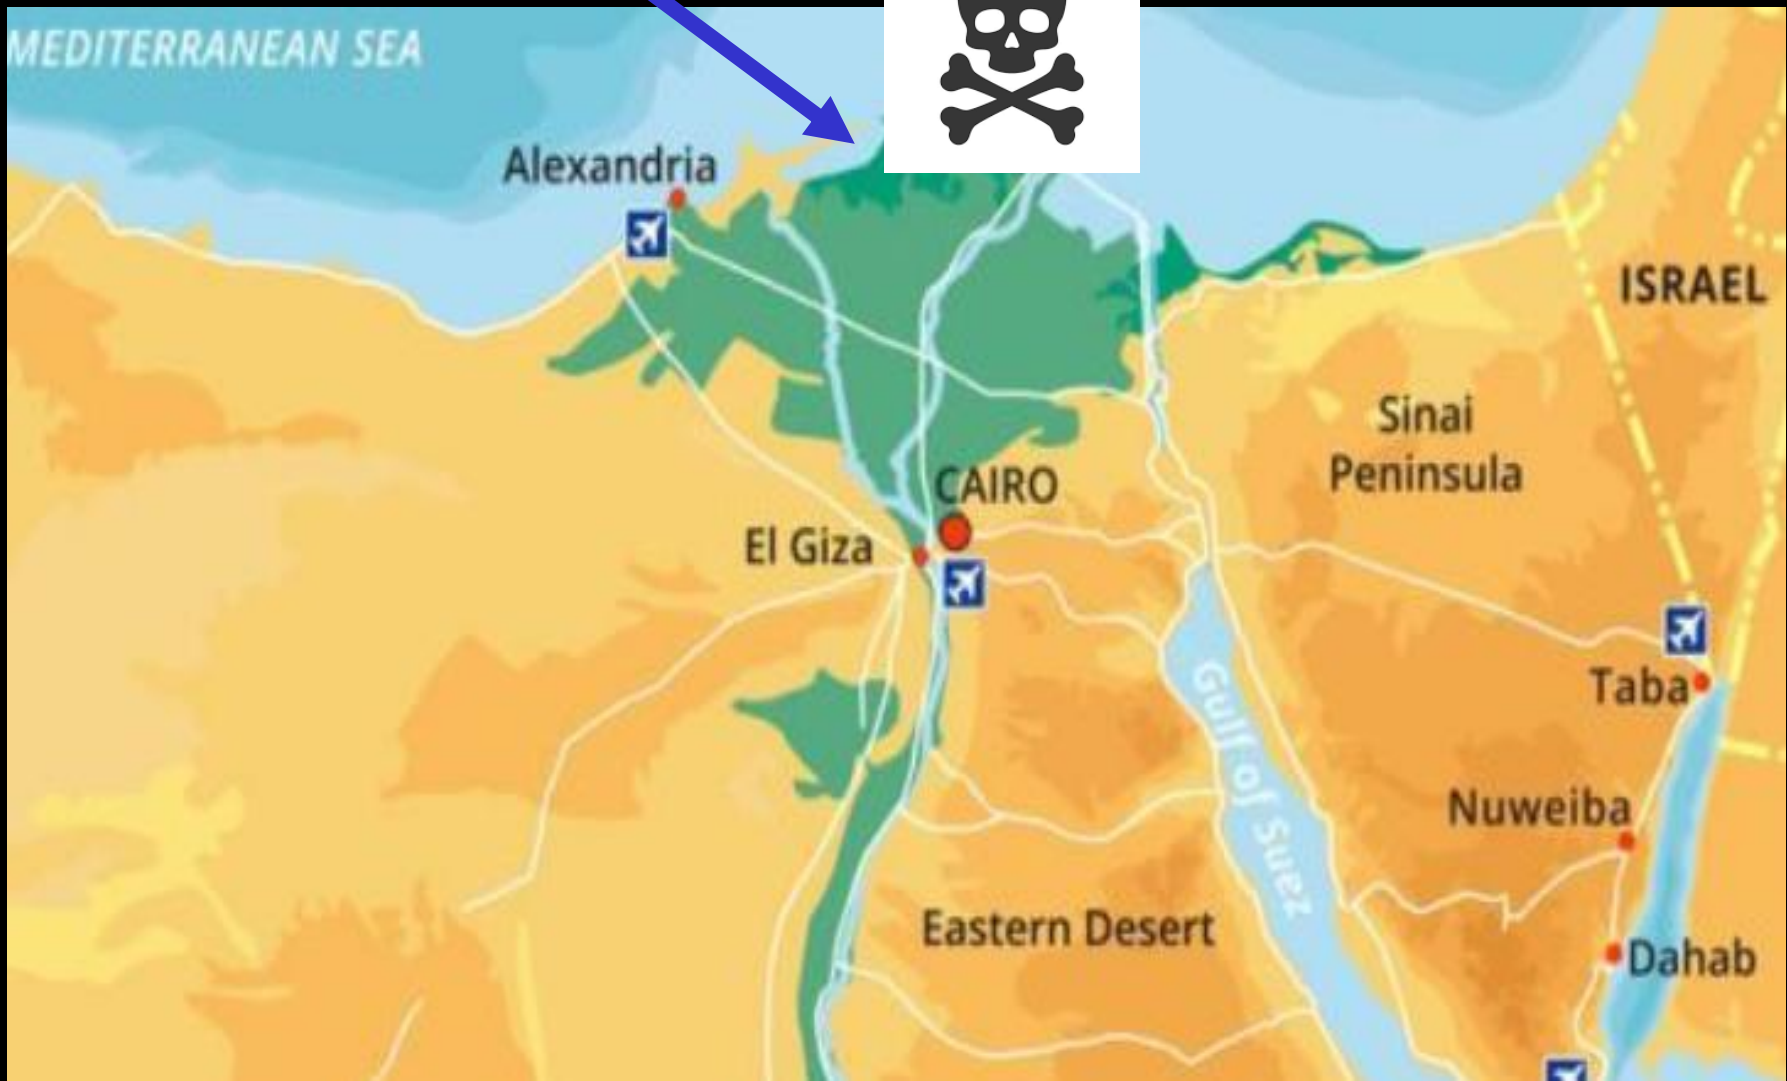 MEDITERRANEAN SEA
Alexandria
ISRAEL
Sinai
Peninsula
CAIRO
El Giza
Taba
Gulf of Suez
Nuweiba
Eastern Desert
Dahab